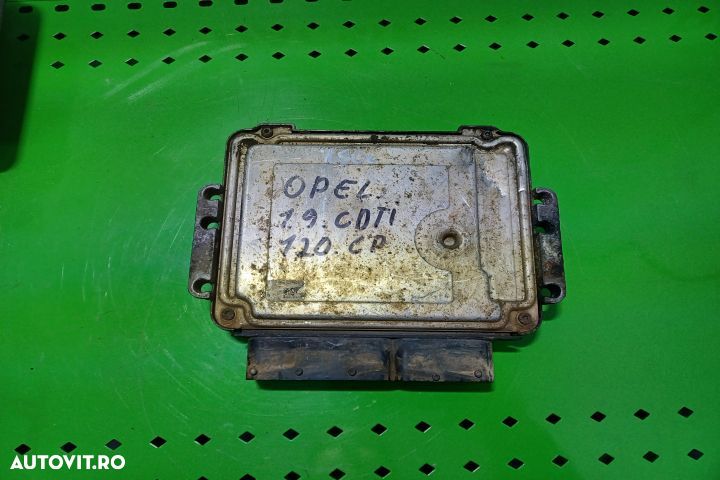 OPEL
1.9 CDTI
120 CP
AUTOVIT.RO